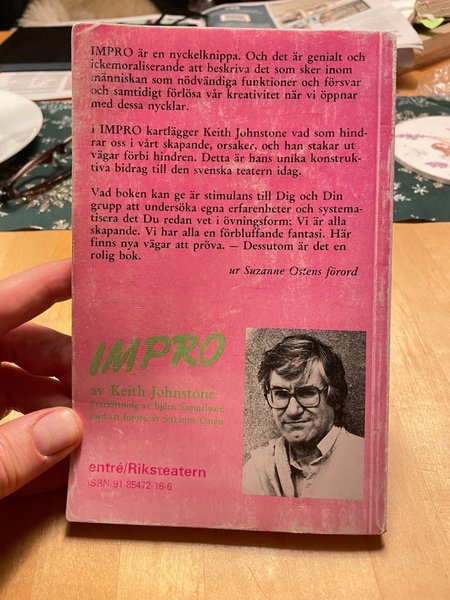 IMPRO är en nyckelknippa. Och det är genialt och
ickemoraliserande att beskriva det som sker inom
människan som nödvändiga funktioner och försvar
och samtidigt förlösa vår kreativitet när vi öppnar
med dessa nycklar.
I IMPRO kartlägger Keith Johnstone vad som hind-
rar oss i vårt skapande, orsaker, och han stakar ut
vägar förbi hindren. Detta är hans unika konstruk-
tiva bidrag till den svenska teatern idag.
Vad boken kan ge är stimulans till Dig och Din
grupp att undersöka egna erfarenheter och systema-
tisera det Du redan vet i övningsform: Vi är alla
skapande. Vi har alla en förbluffande fantasi. Här
finns nya vägar att pröva. — Dessutom är det en
rolig bok.
ur Suzanne Ostens förord
IMPRO
av Keith Johnstone
översättning av björn Samuelsson
med ett förord av Suzanne Osten
entré/Riksteatern
ISBN 91-85472-16-6